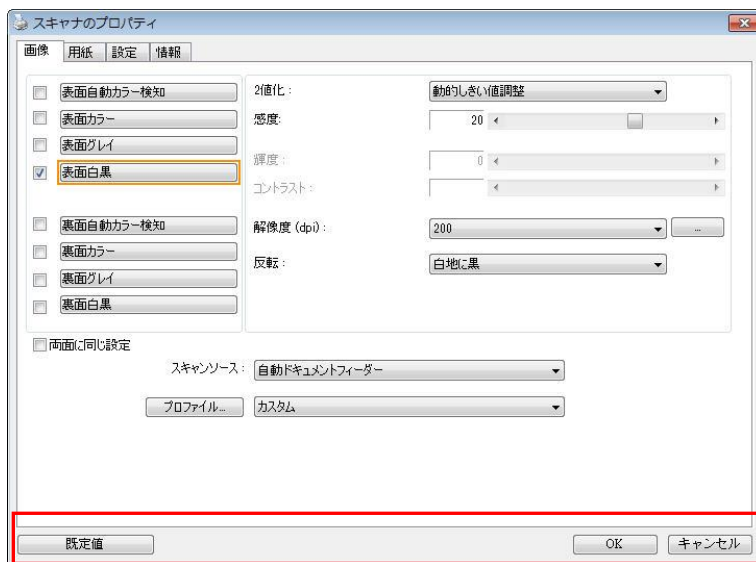 スキャナのプロパティ
画像 用紙 設定 情報
表面自動カラー検知
表面カラー
表面グレイ
表面白黒
裏面自動カラー検知
裏面カラー
裏面グレイ
裏面白黒
2値化: 動的しきい値調整
感度: 20
輝度: 0
コントラスト:
解像度 (dpi): 200 ...
反転: 白地に黒
両面に同じ設定
スキャンソース: 自動ドキュメントフィーダー
プロファイル... カスタム
既定値 OK キャンセル